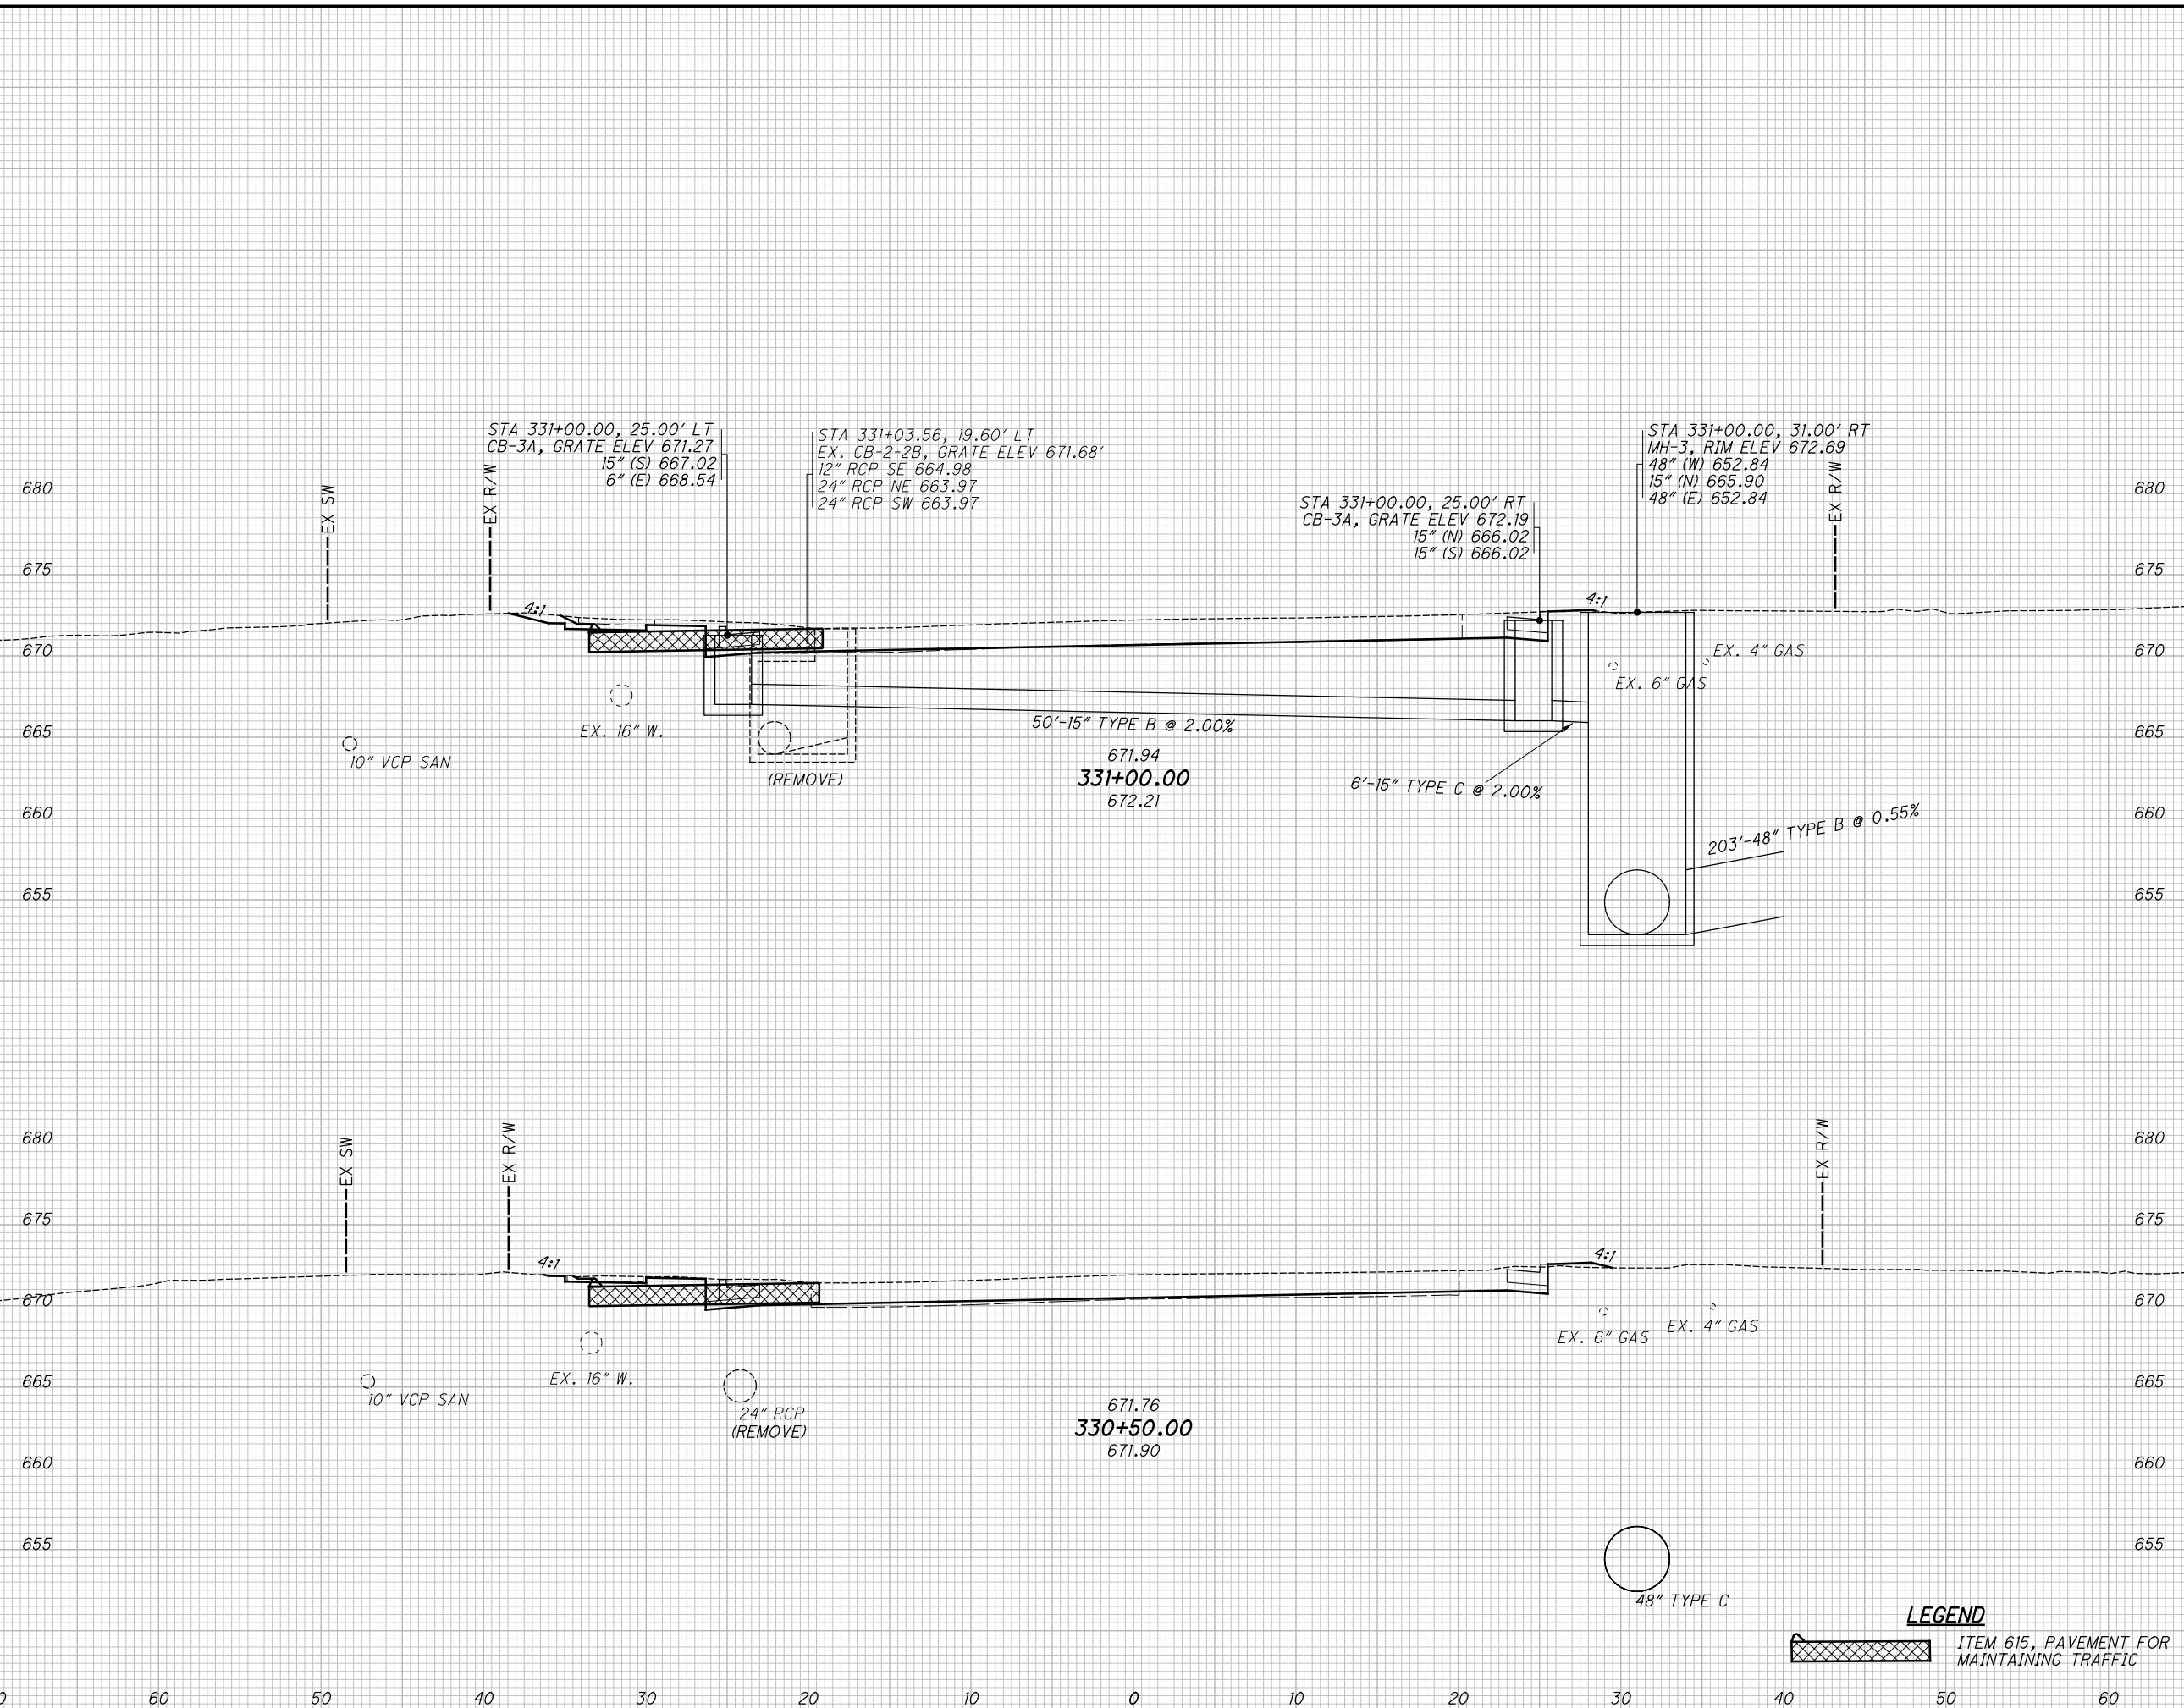 STA 331+00.00, 25.00' LT
CB-3A, GRATE ELEV 671.27
15" (S) 667.02
6" (E) 668.54
STA 331+03.56, 19.60' LT
EX. CB-2-2B, GRATE ELEV 671.68'
12" RCP SE 664.98
24" RCP NE 663.97
24" RCP SW 663.97
STA 331+00.00, 25.00' RT
CB-3A, GRATE ELEV 672.19
15" (N) 666.02
15" (S) 666.02
STA 331+00.00, 31.00' RT
MH-3, RIM ELEV 672.69
48" (W) 652.84
15" (N) 665.90
48" (E) 652.84
EX SW
EX R/W
EX R/W
680
680
675
675
4:1
4:1
670
EX. 4" GAS
670
EX. 6" GAS
665
EX. 16" W.
50'-15" TYPE B @ 2.00%
665
10" VCP SAN
671.94
(REMOVE)
331+00.00
6'-15" TYPE C @ 2.00%
672.21
660
203'-48" TYPE B @ 0.55%
660
655
655
680
EX SW
EX R/W
EX R/W
680
675
675
4:1
4:1
670
670
EX. 6" GAS
EX. 4" GAS
665
EX. 16" W.
665
10" VCP SAN
24" RCP
(REMOVE)
671.76
330+50.00
671.90
660
660
655
655
48" TYPE C
LEGEND
ITEM 615, PAVEMENT FOR
MAINTAINING TRAFFIC
0 60 50 40 30 20 10 0 10 20 30 40 50 60